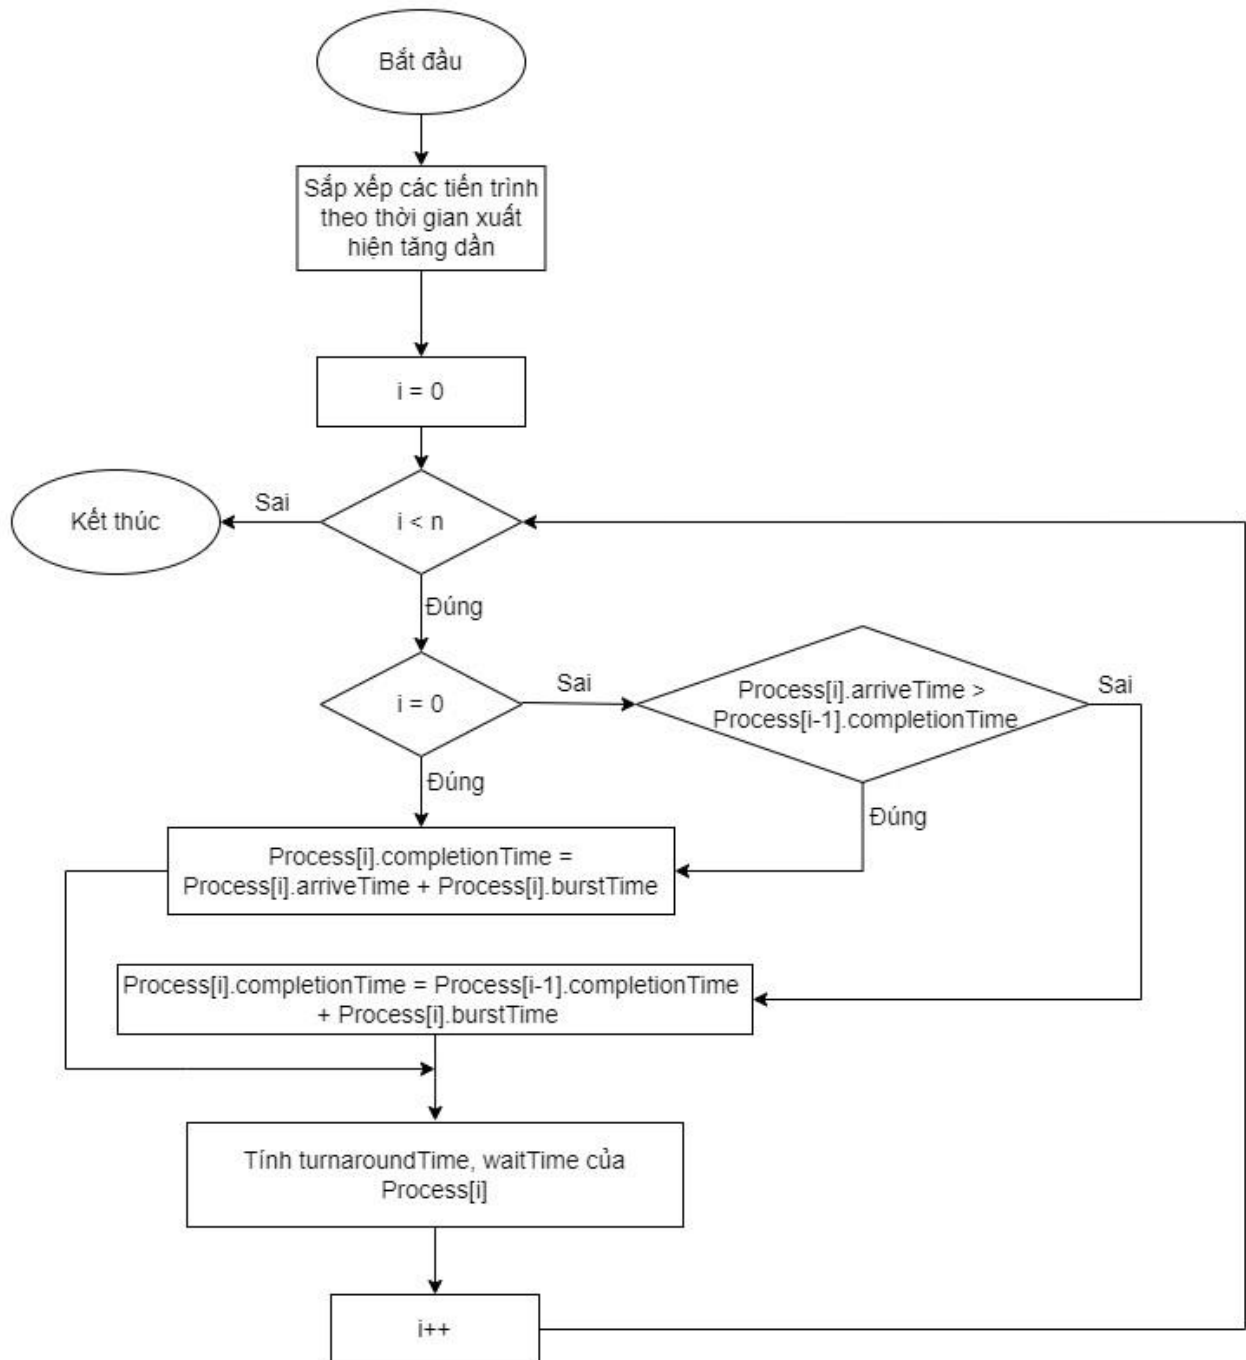 Bắt đầu
Sắp xếp các tiến trình
theo thời gian xuất
hiện tăng dần
i = 0
Kết thúc
Sai
i < n
Đúng
i = 0
Sai
Process[i].arriveTime >
Process[i-1].completionTime
Sai
Đúng
Đúng
Process[i].completionTime =
Process[i].arriveTime + Process[i].burstTime
Process[i].completionTime = Process[i-1].completionTime
+ Process[i].burstTime
Tính turnaroundTime, waitTime của
Process[i]
i++